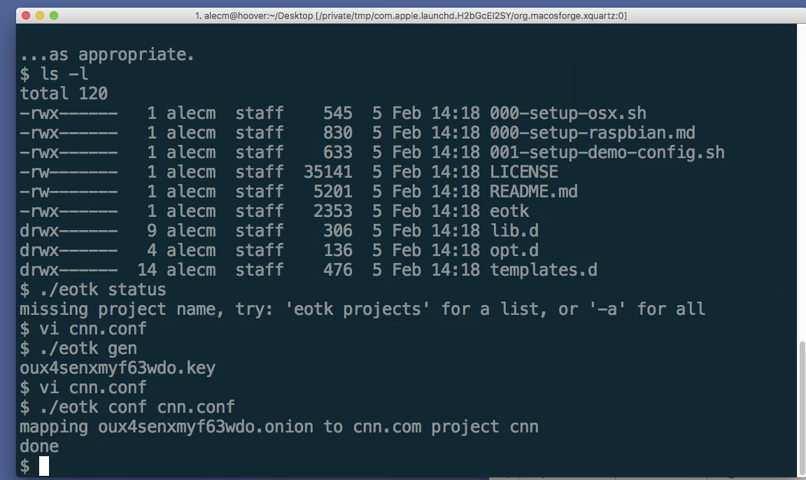 1. alecm@hoover:~/Desktop [/private/tmp/com.apple.launchd.H2bGcEl2SY/org.macosforge.xquartz:0]
...as appropriate.
$ ls -l
total 120
-rwx------ 1 alecm staff 545 5 Feb 14:18 000-setup-osx.sh
-rwx------ 1 alecm staff 830 5 Feb 14:18 000-setup-raspbian.md
-rwx------ 1 alecm staff 633 5 Feb 14:18 001-setup-demo-config.sh
-rw------- 1 alecm staff 35141 5 Feb 14:18 LICENSE
-rw------- 1 alecm staff 5201 5 Feb 14:18 README.md
-rwx------ 1 alecm staff 2353 5 Feb 14:18 eotk
drwx------ 9 alecm staff 306 5 Feb 14:18 lib.d
drwx------ 4 alecm staff 136 5 Feb 14:18 opt.d
drwx------ 14 alecm staff 476 5 Feb 14:18 templates.d
$ ./eotk status
missing project name, try: 'eotk projects' for a list, or '-a' for all
$ vi cnn.conf
$ ./eotk gen
oux4senxmyf63wdo.key
$ vi cnn.conf
$ ./eotk conf cnn.conf
mapping oux4senxmyf63wdo.onion to cnn.com project cnn
done
$